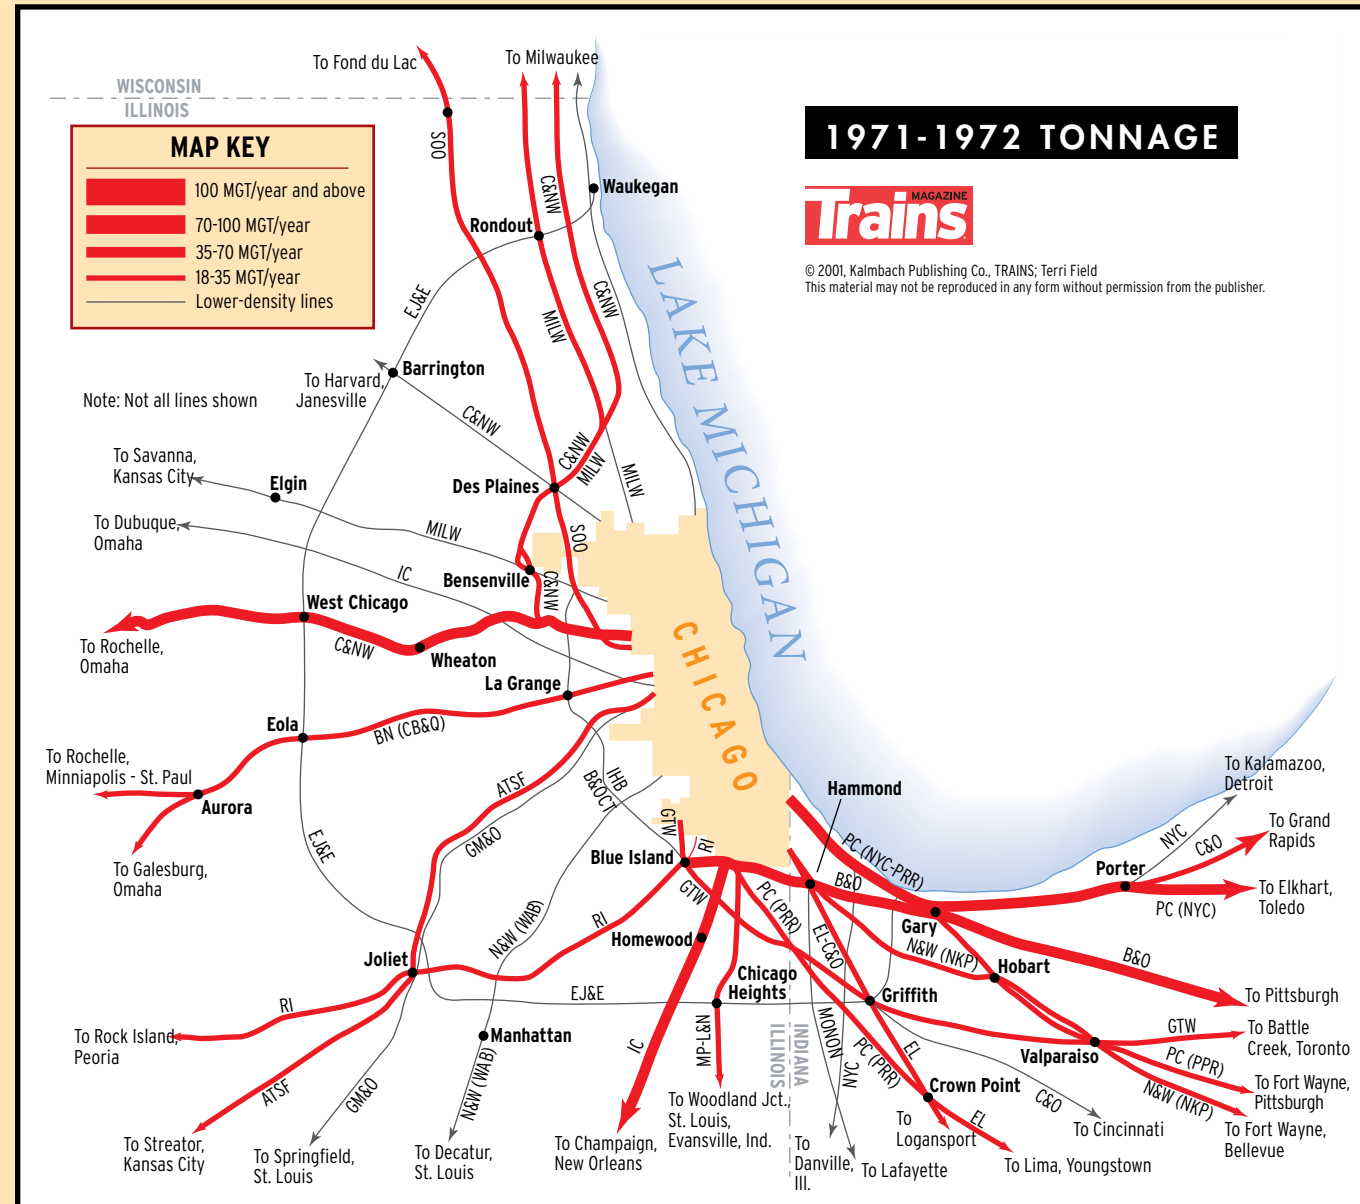 To Fond du Lac
To Milwaukee
WISCONSIN
ILLINOIS
MAP KEY
100 MGT/year and above
70-100 MGT/year
35-70 MGT/year
18-35 MGT/year
Lower-density lines
1971-1972 TONNAGE
MAGAZINE
Trains
© 2001, Kalmbach Publishing Co., TRAINS; Terri Field
This material may not be reproduced in any form without permission from the publisher.
SOO
C&NW
Waukegan
Rondout
EJ&E
MILW
C&NW
LAKE MICHIGAN
Barrington
To Harvard,
Janesville
Note: Not all lines shown
C&NW
C&NW
MILW
MILW
To Savanna,
Kansas City
Elgin
Des Plaines
To Dubuque,
Omaha
MILW
SOO
IC
Bensenville
C&NW
West Chicago
To Rochelle,
Omaha
C&NW
Wheaton
CHICAGO
La Grange
Eola
BN (CB&Q)
To Rochelle,
Minniapolis - St. Paul
Aurora
ATSF
IHB
B&OCT
GTW
RI
Hammond
To Kalamazoo,
Detroit
To Galesburg,
Omaha
EJ&E
GM&O
Blue Island
GTW
PC (PRR)
PC (NYC-PRR)
B&O
Porter
NYC
C&O
To Grand
Rapids
To Elkhart,
Toledo
PC (NYC)
N&W (WAB)
RI
Homewood
EL-C&O
Gary
N&W (NKP)
B&O
Joliet
Chicago
Heights
Hobart
EJ&E
Griffith
To Pittsburgh
RI
To Rock Island,
Peoria
Manhattan
IC
MP-L&N
ILLINOIS
INDIANA
MONON
NYC
PC (PRR)
EL
Valparaiso
GTW
To Battle
Creek, Toronto
PC (PPR)
ATSF
GM&O
N&W (WAB)
Crown Point
N&W (NKP)
To Fort Wayne,
Pittsburgh
To Woodland Jct.,
St. Louis,
Evansville, Ind.
To
Logansport
EL
C&O
To Cincinnati
To Fort Wayne,
Bellevue
To Streator,
Kansas City
To Springfield,
St. Louis
To Decatur,
St. Louis
To Champaign,
New Orleans
To
Danville,
Ill.
To Lafayette
To Lima, Youngstown